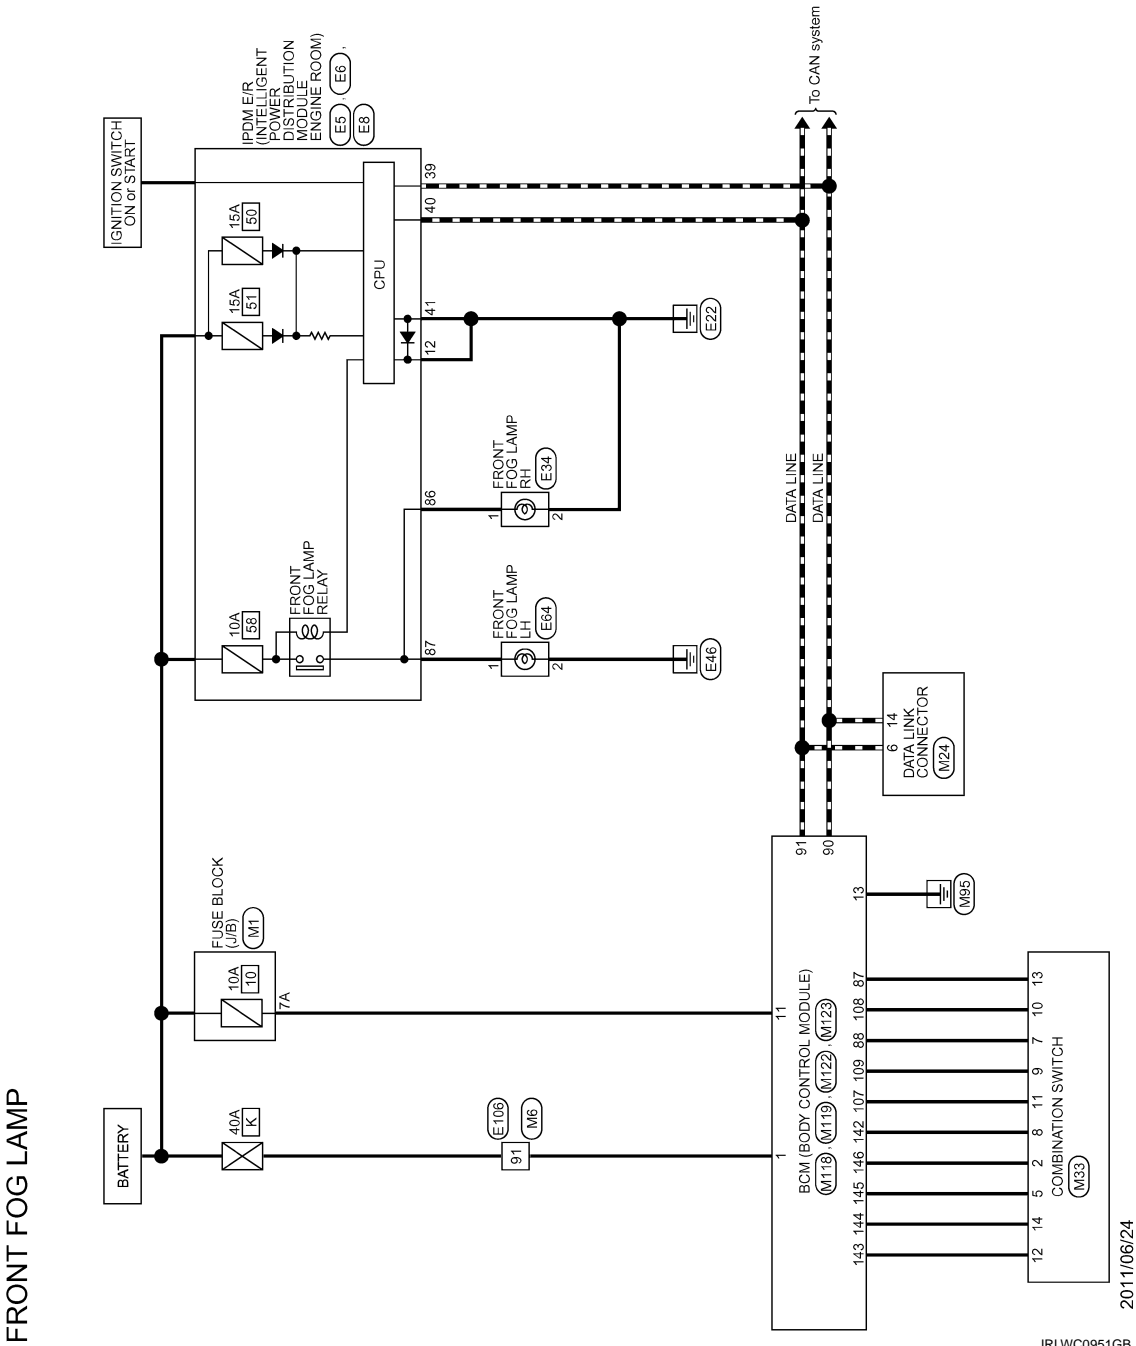 FRONT FOG LAMP
BATTERY
IGNITION SWITCH
ON or START
40A
K
FUSE BLOCK
(J/B)
M1
10A
10
7A
10A
58
FRONT
FOG LAMP
RELAY
15A
51
15A
50
IPDM E/R
(INTELLIGENT
POWER
DISTRIBUTION
MODULE
ENGINE ROOM)
E5 , E6 ,
E8
CPU
87
86
12
41
40
39
E106
M6
91
FRONT
FOG LAMP
LH
E64
1
2
FRONT
FOG LAMP
RH
E34
1
2
E46
E22
DATA LINE
DATA LINE
To CAN system
1
11
91
90
BCM (BODY CONTROL MODULE)
M118 , M119 , M122 , M123
13
M95
6
14
DATA LINK
CONNECTOR
M24
143
144
145
146
142
107
109
88
108
87
12
14
5
2
8
11
9
7
10
13
COMBINATION SWITCH
M33
2011/06/24
JRLWC0951GB